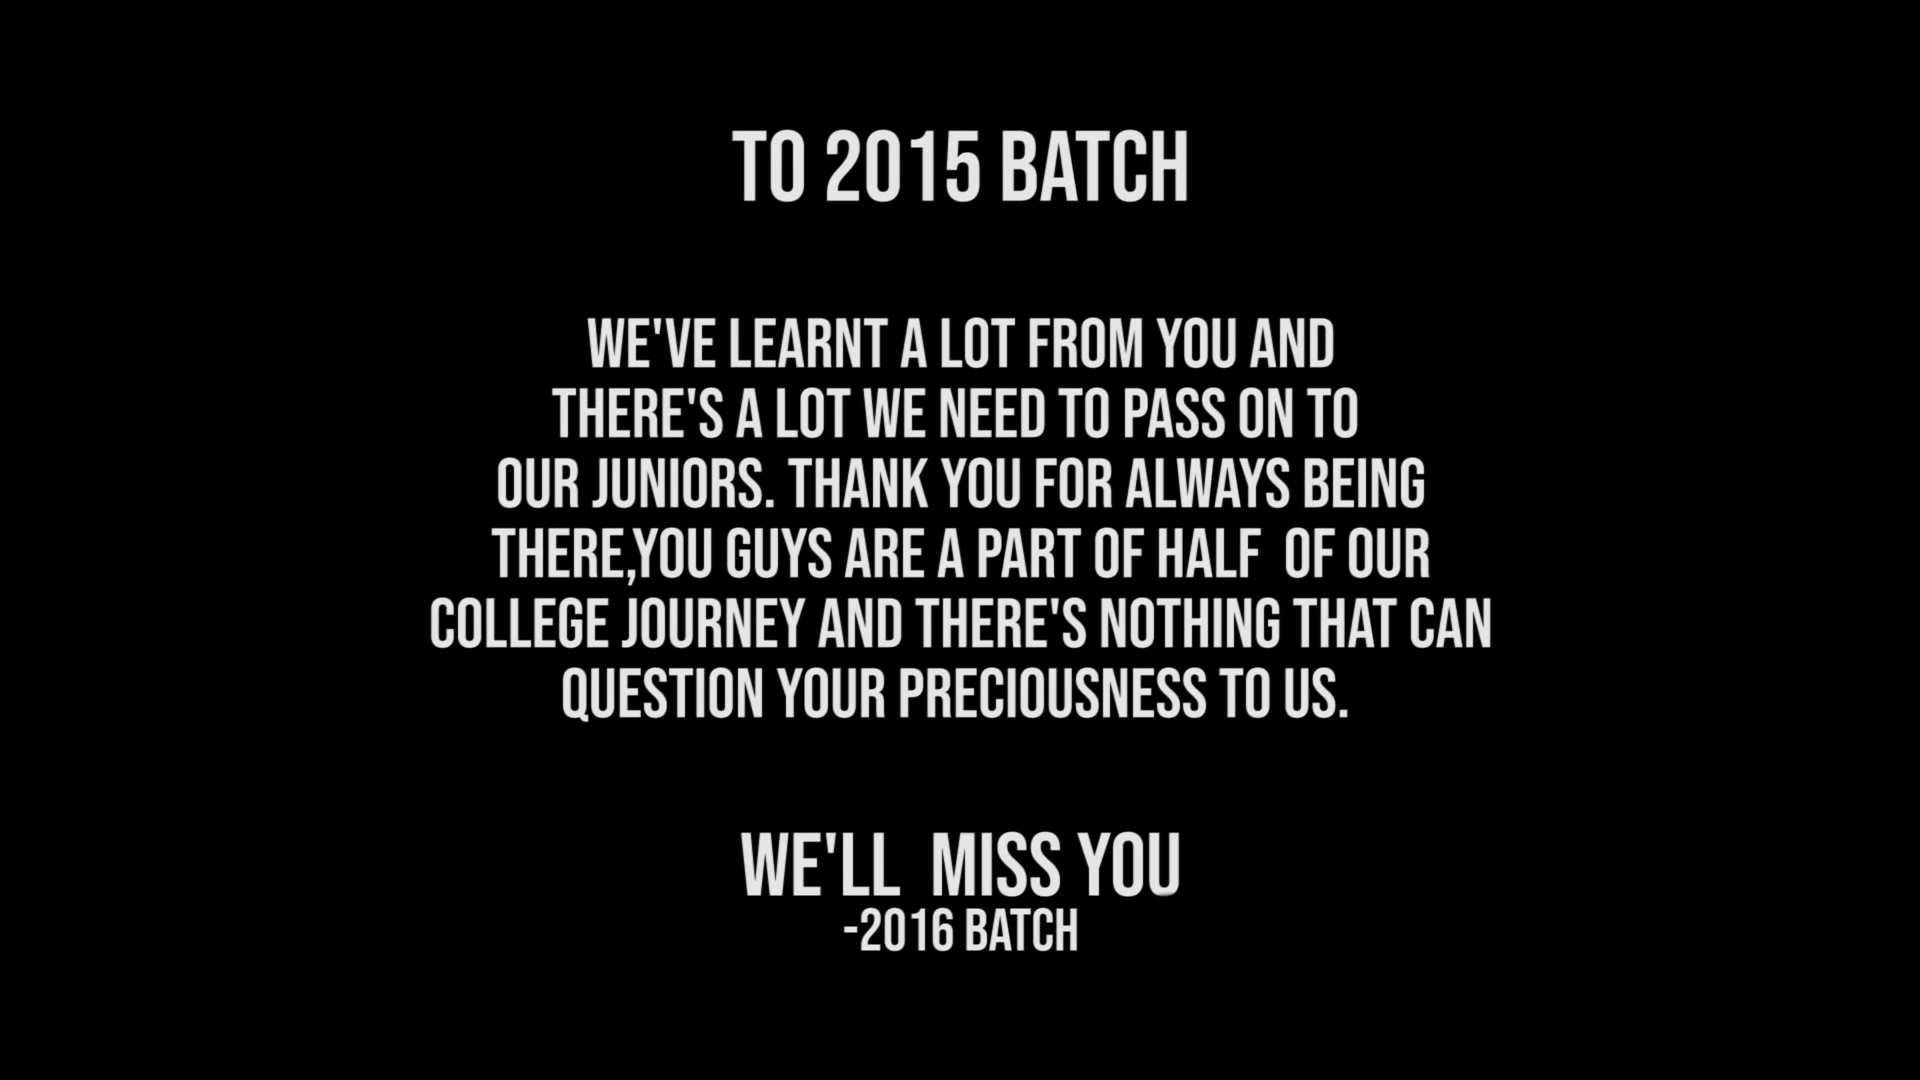 TO 2015 BATCH
WE'VE LEARNT A LOT FROM YOU AND
THERE'S A LOT WE NEED TO PASS ON TO
OUR JUNIORS. THANK YOU FOR ALWAYS BEING
THERE,YOU GUYS ARE A PART OF HALF  OF OUR
COLLEGE JOURNEY AND THERE'S NOTHING THAT CAN
QUESTION YOUR PRECIOUSNESS TO US.
WE'LL  MISS YOU
-2016 BATCH